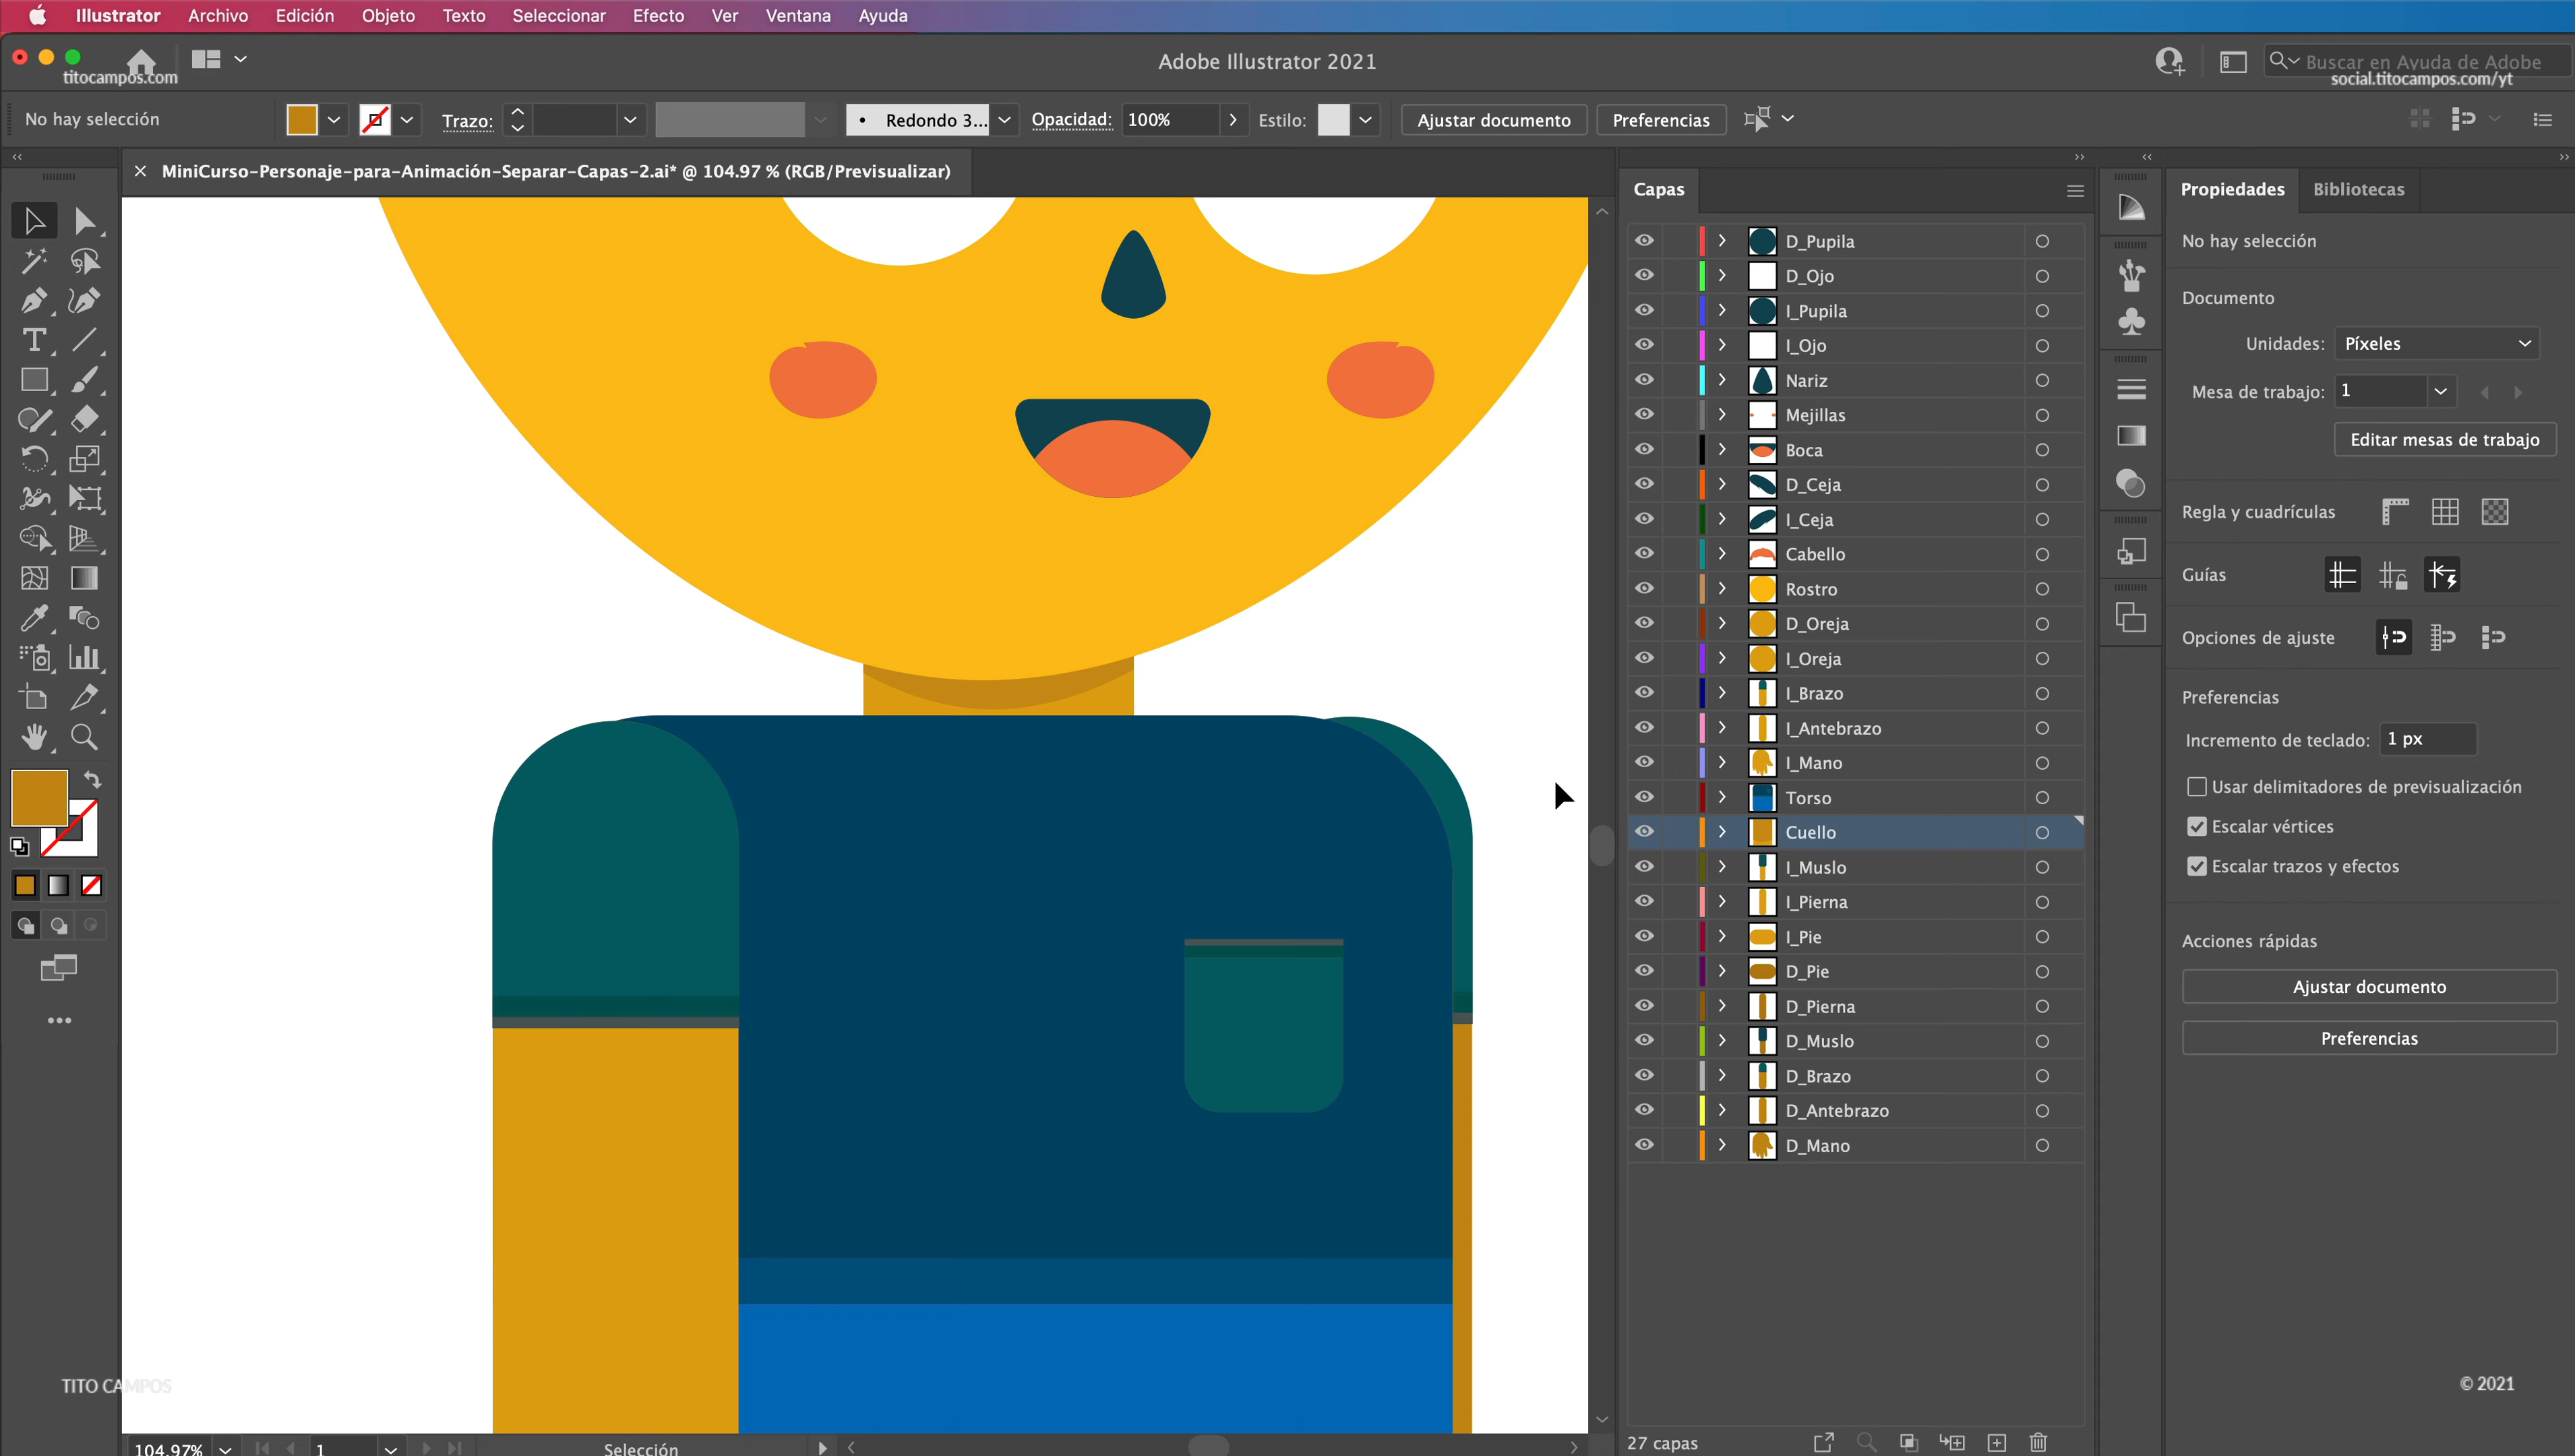 Illustrator Archivo Edición Objeto Texto Seleccionar Efecto Ver Ventana Ayuda
Adobe Illustrator 2021
Buscar en Ayuda de Adobe
titocampos.com
social.titocampos.com/yt
No hay selección
Trazo:
Redondo 3...
Opacidad: 100%
Estilo:
Ajustar documento
Preferencias
MiniCurso-Personaje-para-Animación-Separar-Capas-2.ai* @ 104.97 % (RGB/Previsualizar)
Capas
D_Pupila
D_Ojo
I_Pupila
I_Ojo
Nariz
Mejillas
Boca
D_Ceja
I_Ceja
Cabello
Rostro
D_Oreja
I_Oreja
I_Brazo
I_Antebrazo
I_Mano
Torso
Cuello
I_Muslo
I_Pierna
I_Pie
D_Pie
D_Pierna
D_Muslo
D_Brazo
D_Antebrazo
D_Mano
27 capas
Propiedades Bibliotecas
No hay selección
Documento
Unidades: Píxeles
Mesa de trabajo: 1
Editar mesas de trabajo
Regla y cuadrículas
Guías
Opciones de ajuste
Preferencias
Incremento de teclado: 1 px
Usar delimitadores de previsualización
Escalar vértices
Escalar trazos y efectos
Acciones rápidas
Ajustar documento
Preferencias
TITO CAMPOS
© 2021
104.97% 1 Selección